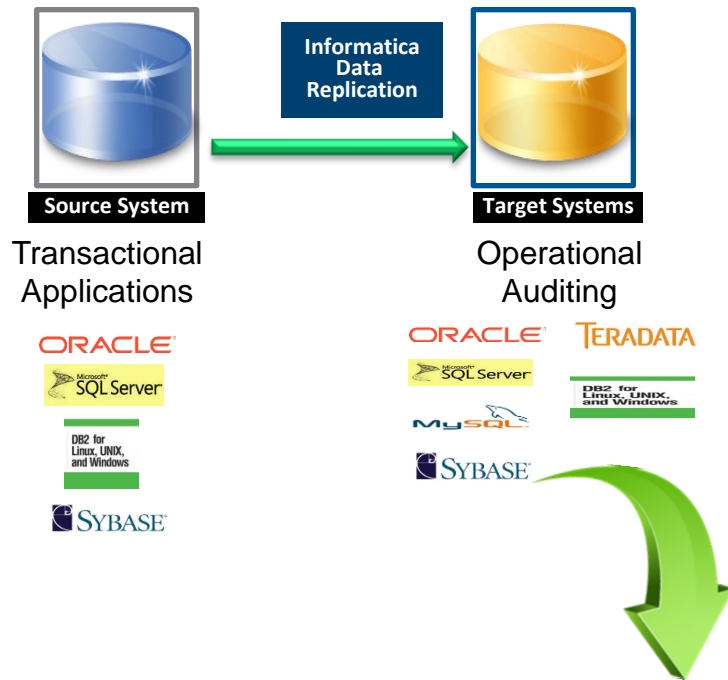 Informatica
Data
Replication
Source System
Target Systems
Transactional
Applications
Operational
Auditing
ORACLE
Microsoft
SQL Server
DB2 for
Linux, UNIX,
and Windows
SYBASE
ORACLE
TERADATA
Microsoft
SQL Server
DB2 for
Linux, UNIX,
and Windows
MySQL
SYBASE